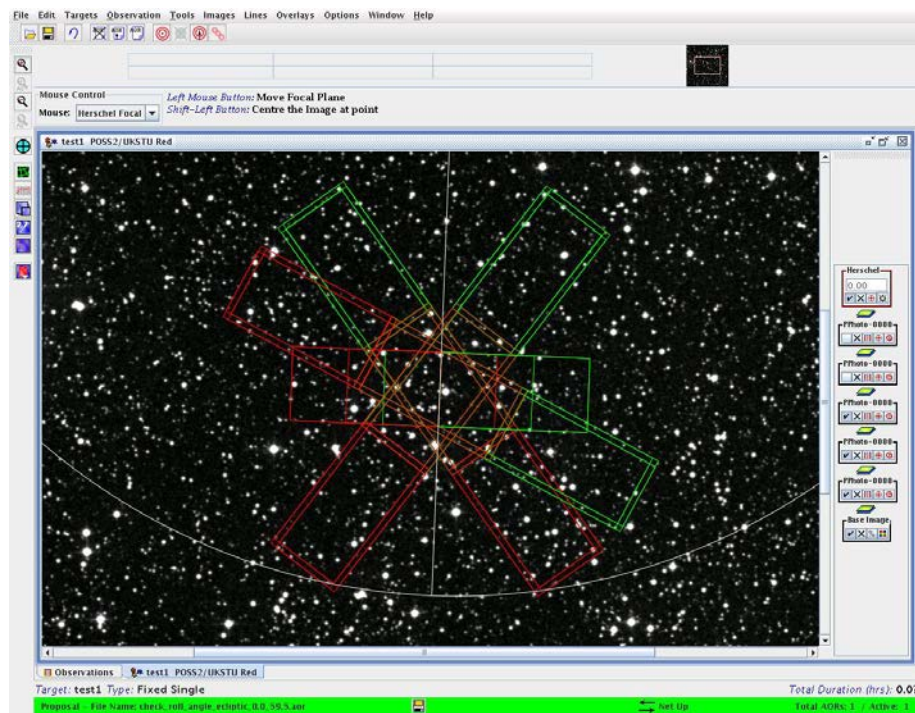 File Edit Targets Observation Tools Images Lines Overlays Options Window Help
Mouse Control
Mouse: Herschel Focal
Left Mouse Button: Move Focal Plane
Shift-Left Button: Centre the Image at point
test1 POSS2/UKSTU Red
Herschel
0.00
PPhoto-0000
PPhoto-0000
PPhoto-0000
PPhoto-0000
PPhoto-0000
Base Image
Observations test1 POSS2/UKSTU Red
Target: test1 Type: Fixed Single
Total Duration (hrs): 0.07
Proposal - File Name: check_roll_angle_ecliptic_0.0_59.5.aor
Net Up
Total AORs: 1 / Active: 1